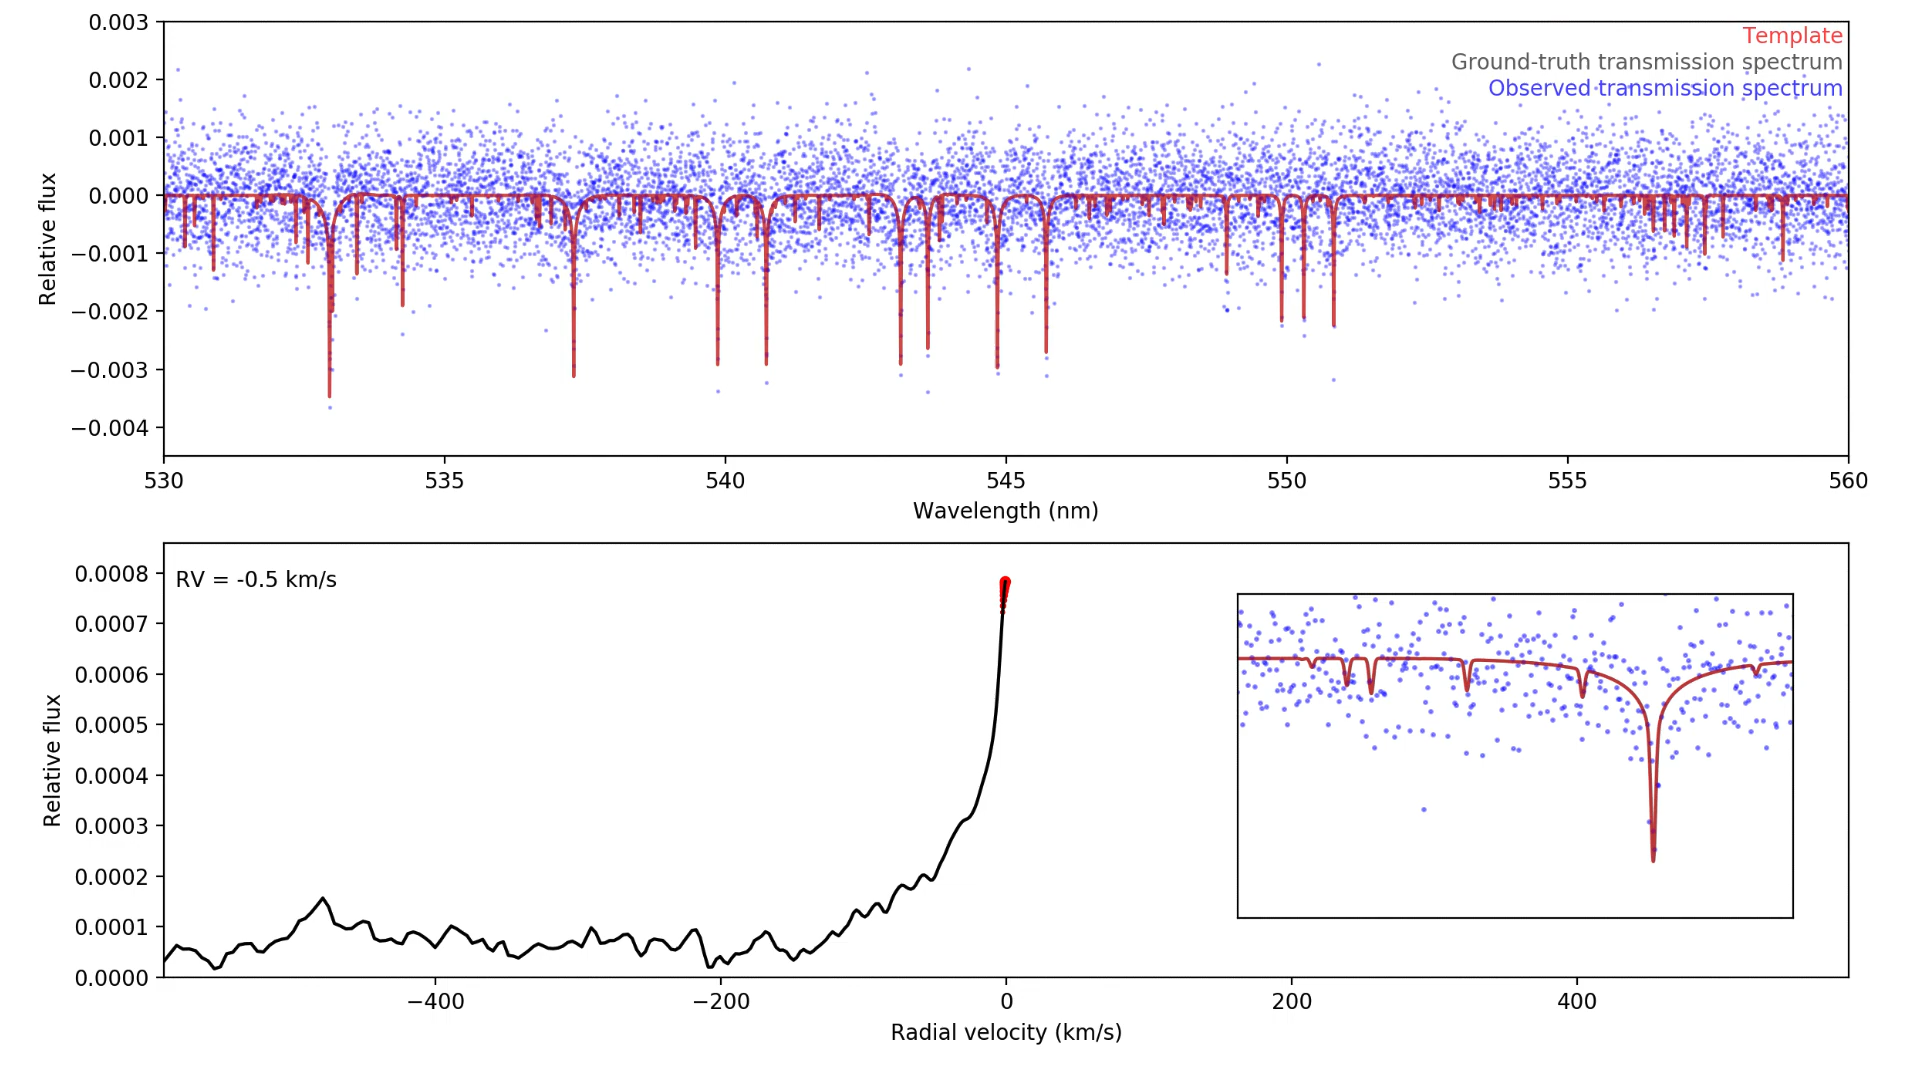 0.003
0.002
0.001
0.000
−0.001
−0.002
−0.003
−0.004
Relative flux
Template
Ground-truth transmission spectrum
Observed transmission spectrum
530 535 540 545 550 555 560
Wavelength (nm)
0.0008
0.0007
0.0006
0.0005
0.0004
0.0003
0.0002
0.0001
0.0000
Relative flux
RV = -0.5 km/s
−400 −200 0 200 400
Radial velocity (km/s)